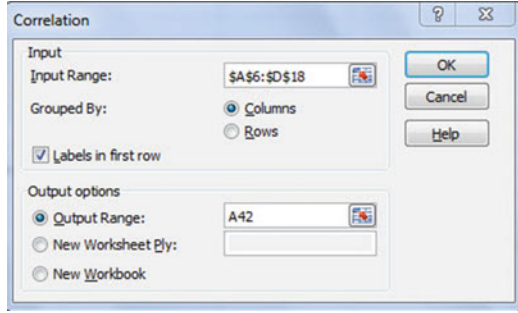 Correlation
?
Input
Input Range:
$A$6:$D$18
OK
Grouped By:
Columns
Cancel
Rows
Help
Labels in first row
Output options
Output Range:
A42
New Worksheet Ply:
New Workbook